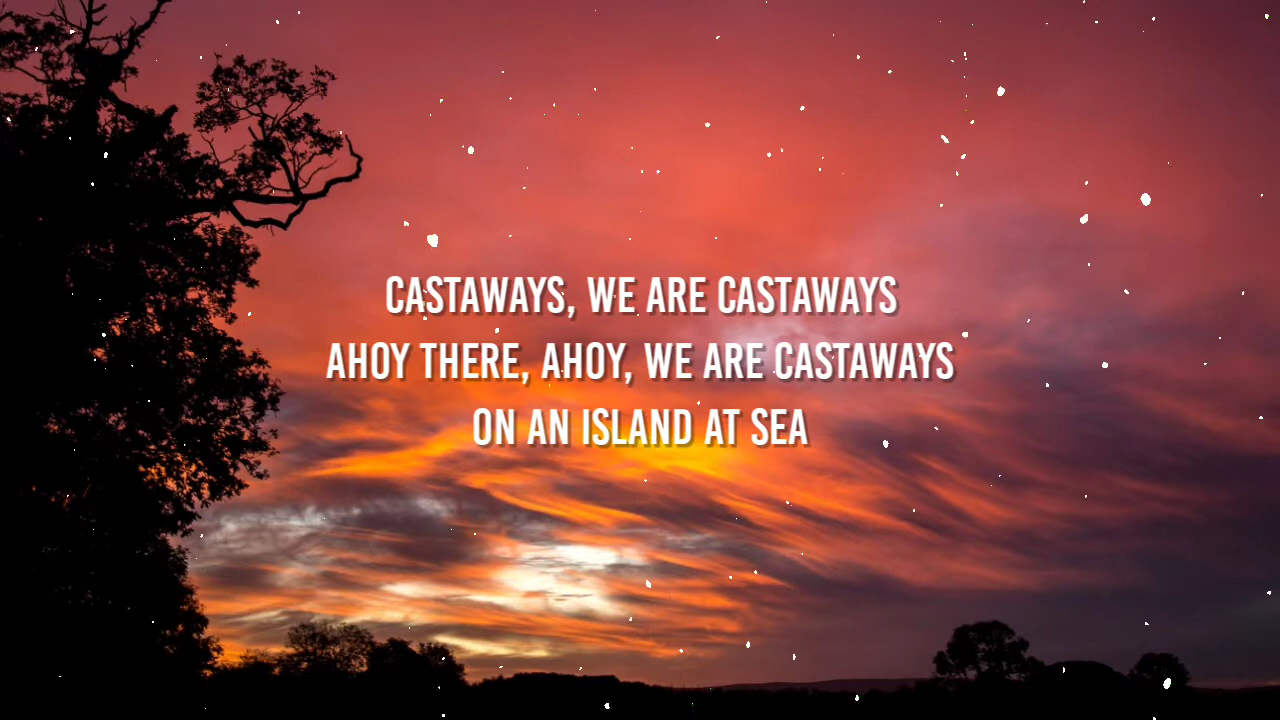 CASTAWAYS, WE ARE CASTAWAYS
AHOY THERE, AHOY, WE ARE CASTAWAYS
ON AN ISLAND AT SEA